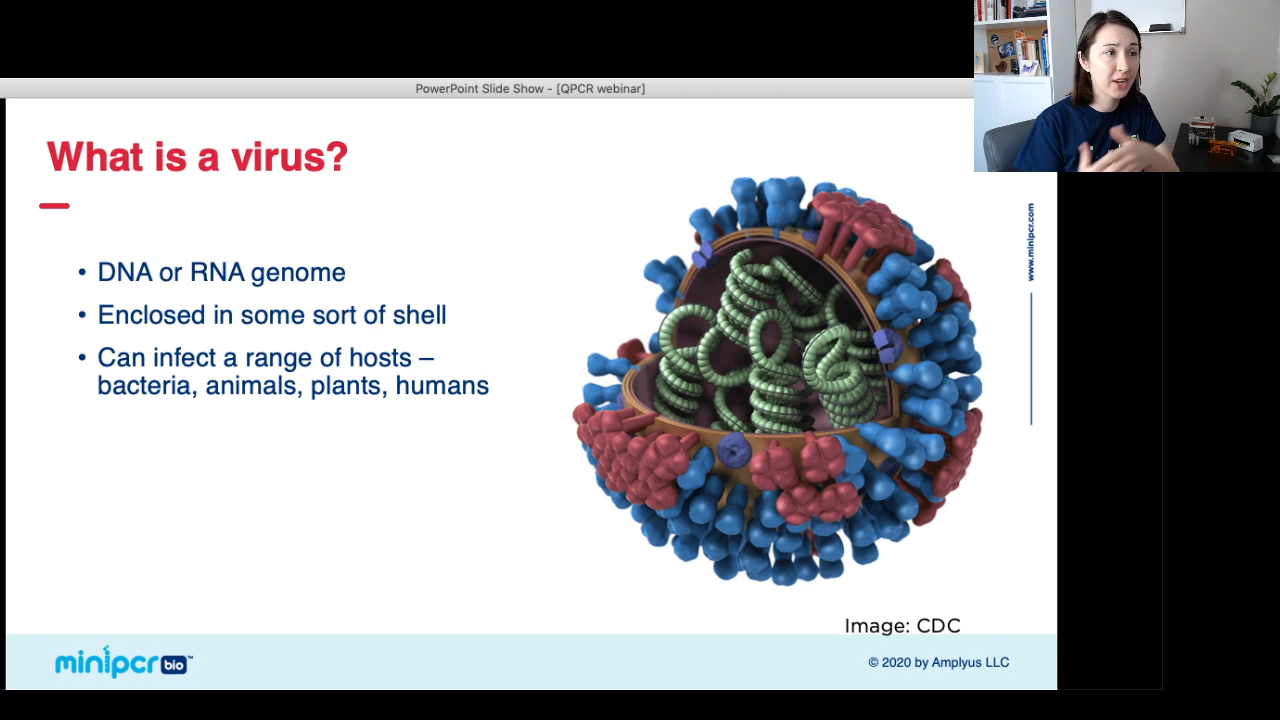 PowerPoint Slide Show - [QPCR webinar]
What is a virus?
• DNA or RNA genome
• Enclosed in some sort of shell
• Can infect a range of hosts –
bacteria, animals, plants, humans
www.minipcr.com
Image: CDC
minipcr bio™
© 2020 by Amplyus LLC